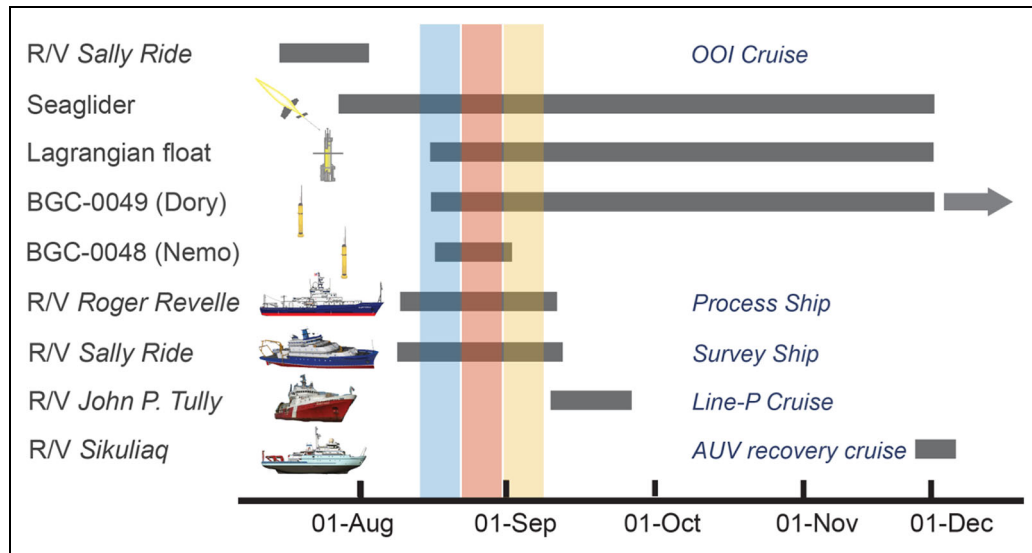 R/V Sally Ride OOI Cruise
Seaglider
Lagrangian float
BGC-0049 (Dory)
BGC-0048 (Nemo)
R/V Roger Revelle Process Ship
R/V Sally Ride Survey Ship
R/V John P. Tully Line-P Cruise
R/V Sikuliaq AUV recovery cruise
01-Aug 01-Sep 01-Oct 01-Nov 01-Dec